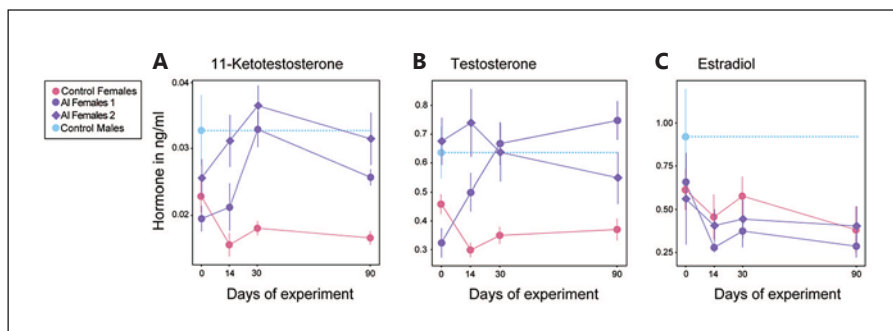 A 11-Ketotestosterone
B Testosterone
C Estradiol
Control Females
AI Females 1
AI Females 2
Control Males
Hormone in ng/ml
0.04
0.03
0.02
0 14 30 90
Days of experiment
0.8
0.7
0.6
0.5
0.4
0.3
0 14 30 90
Days of experiment
1.00
0.75
0.50
0.25
0 14 30 90
Days of experiment